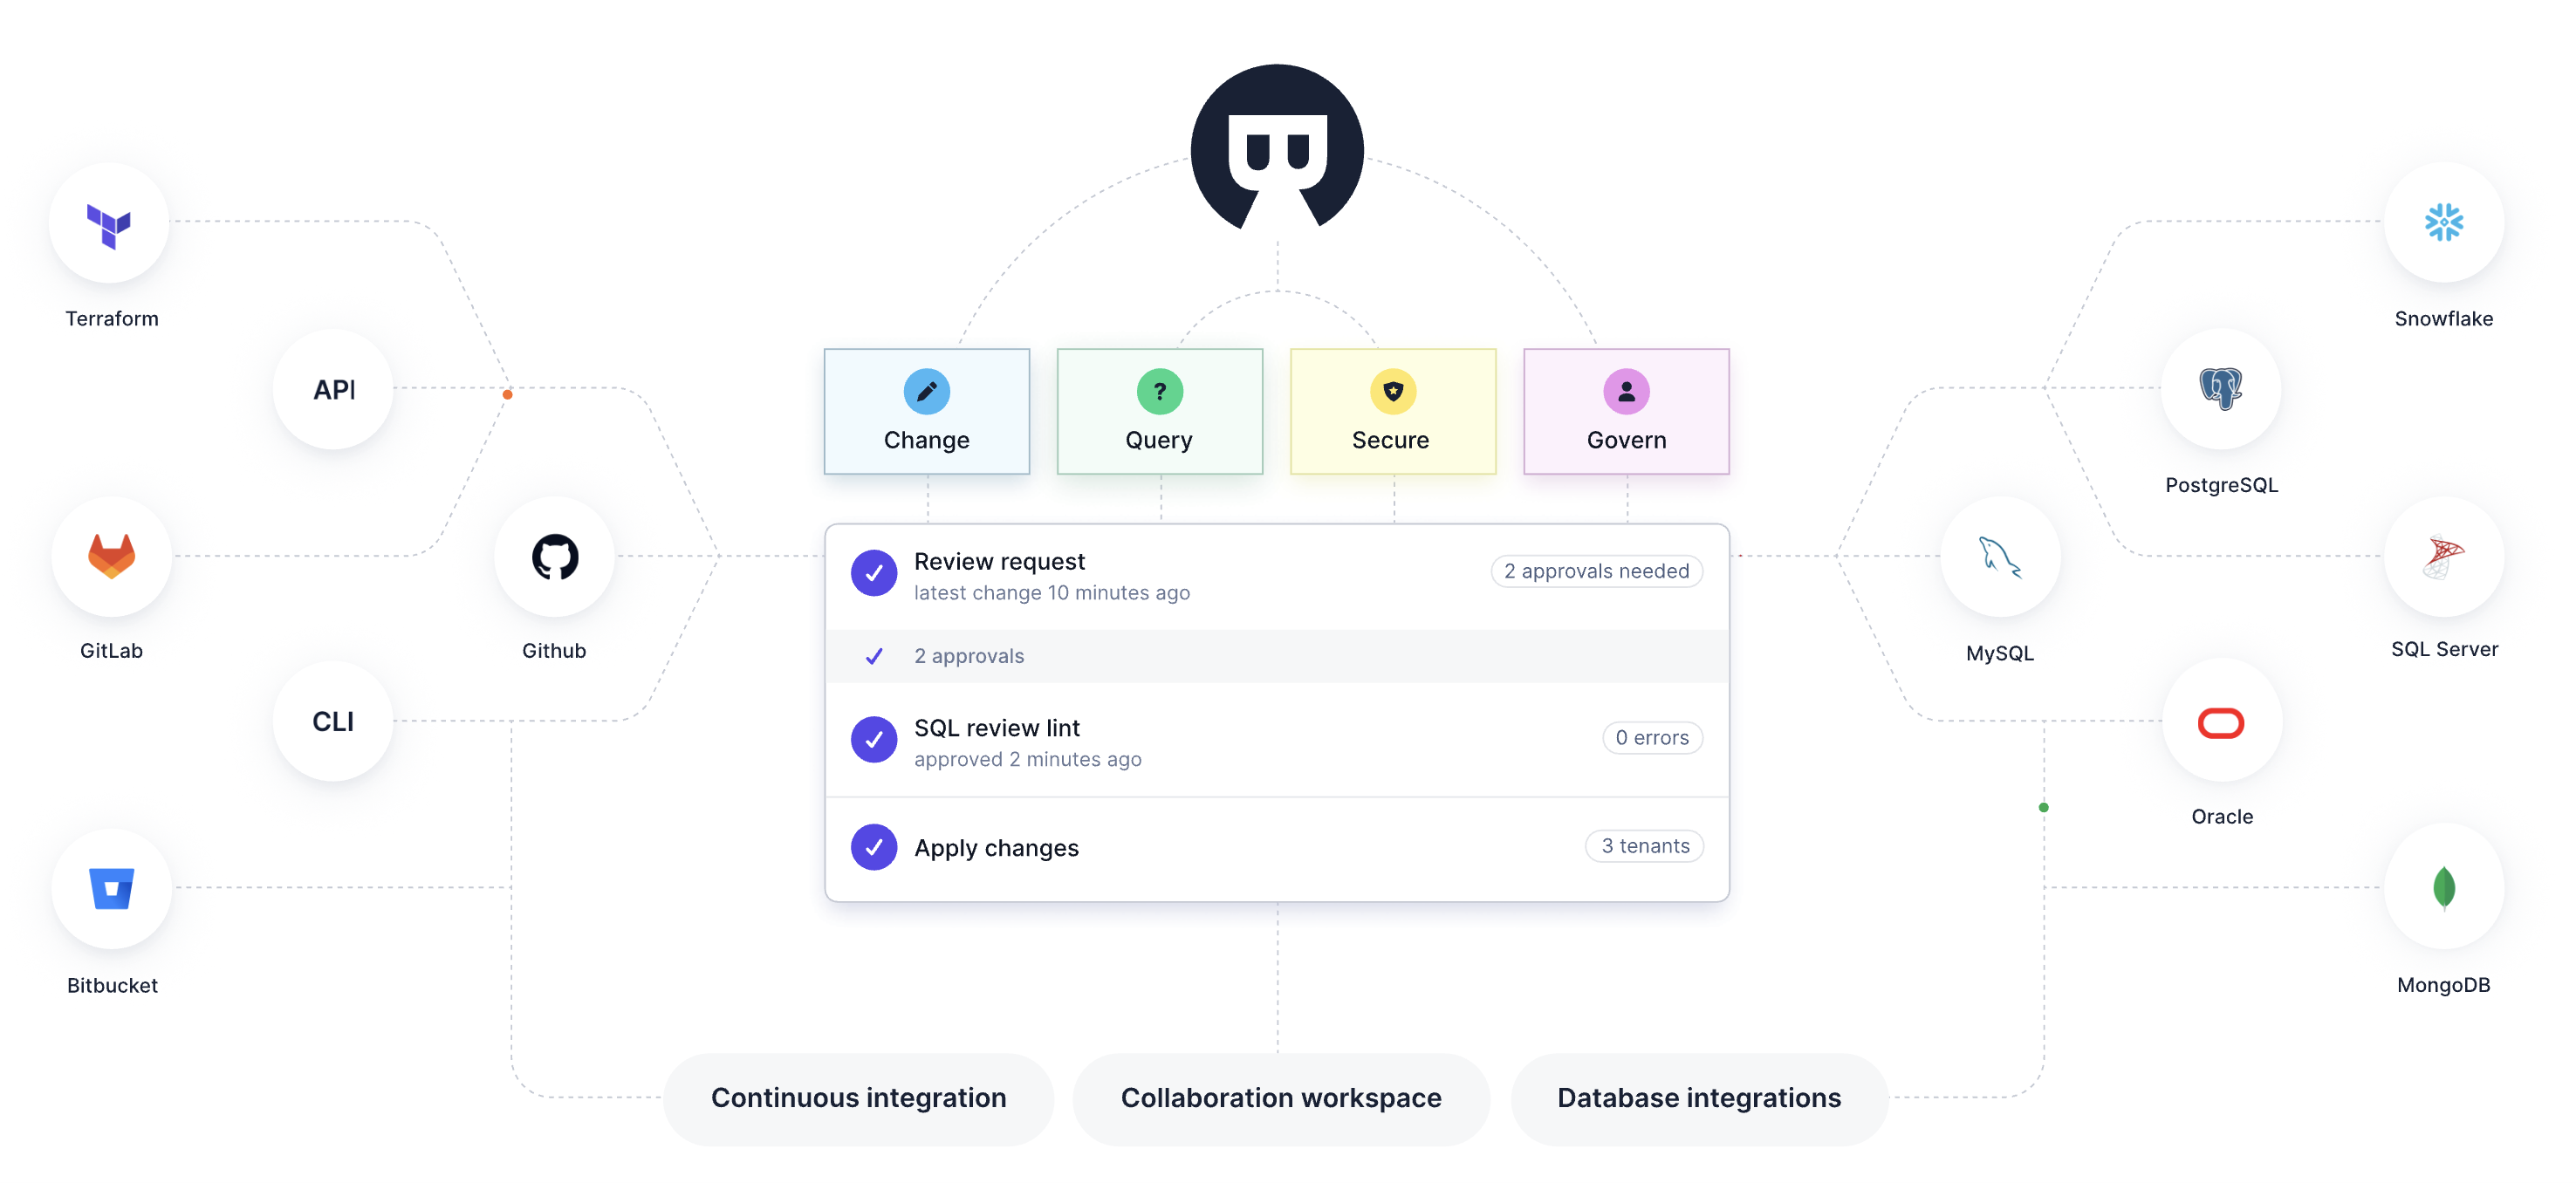 Terraform
API
GitLab
Github
CLI
Bitbucket
Change
Query
Secure
Govern
Review request
latest change 10 minutes ago
2 approvals needed
2 approvals
SQL review lint
approved 2 minutes ago
0 errors
Apply changes
3 tenants
Snowflake
PostgreSQL
MySQL
SQL Server
Oracle
MongoDB
Continuous integration
Collaboration workspace
Database integrations